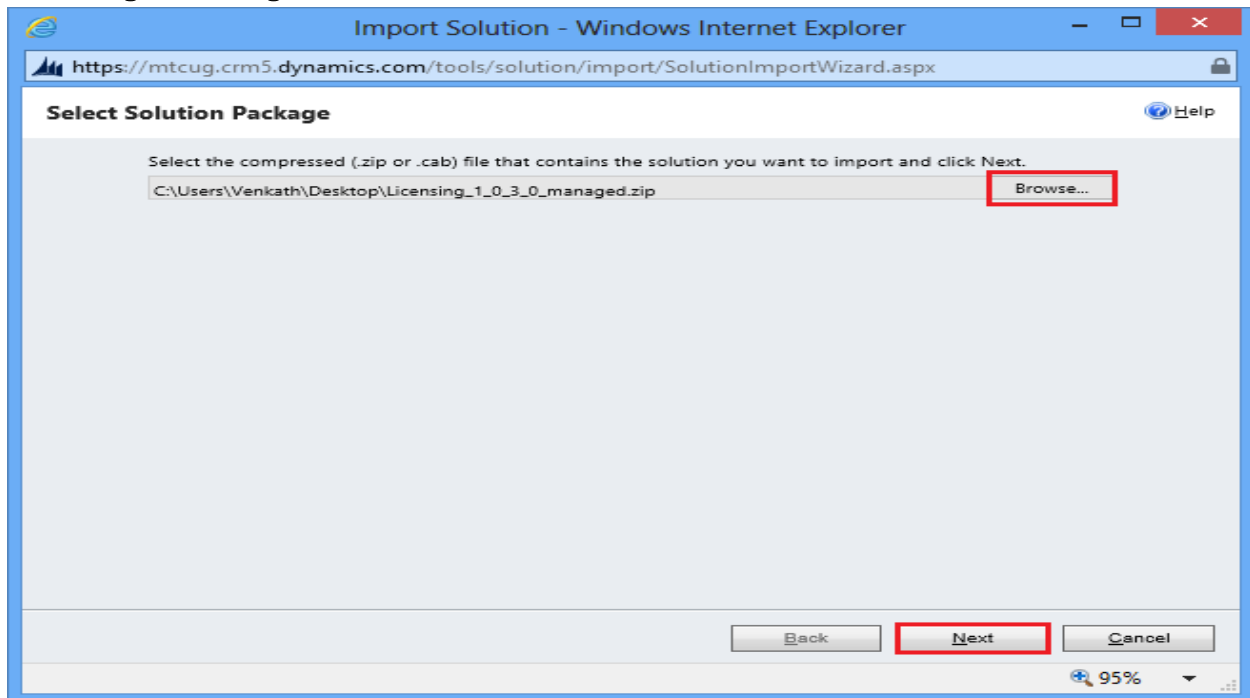 Import Solution - Windows Internet Explorer
https://mtcug.crm5.dynamics.com/tools/solution/import/SolutionImportWizard.aspx
Select Solution Package
Help
Select the compressed (.zip or .cab) file that contains the solution you want to import and click Next.
C:\Users\Venkath\Desktop\Licensing_1_0_3_0_managed.zip
Browse...
Back Next Cancel
95%